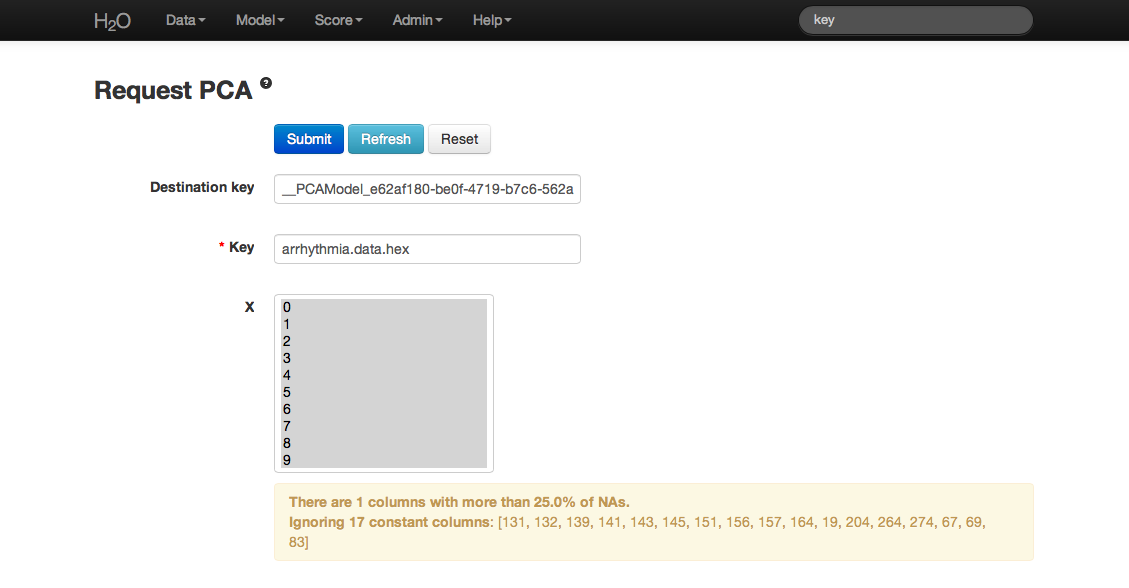 H2O Data Model Score Admin Help key
Request PCA ?
Submit Refresh Reset
Destination key __PCAModel_e62af180-be0f-4719-b7c6-562a
* Key arrhythmia.data.hex
X 0
1
2
3
4
5
6
7
8
9
There are 1 columns with more than 25.0% of NAs.
Ignoring 17 constant columns: [131, 132, 139, 141, 143, 145, 151, 156, 157, 164, 19, 204, 264, 274, 67, 69,
83]